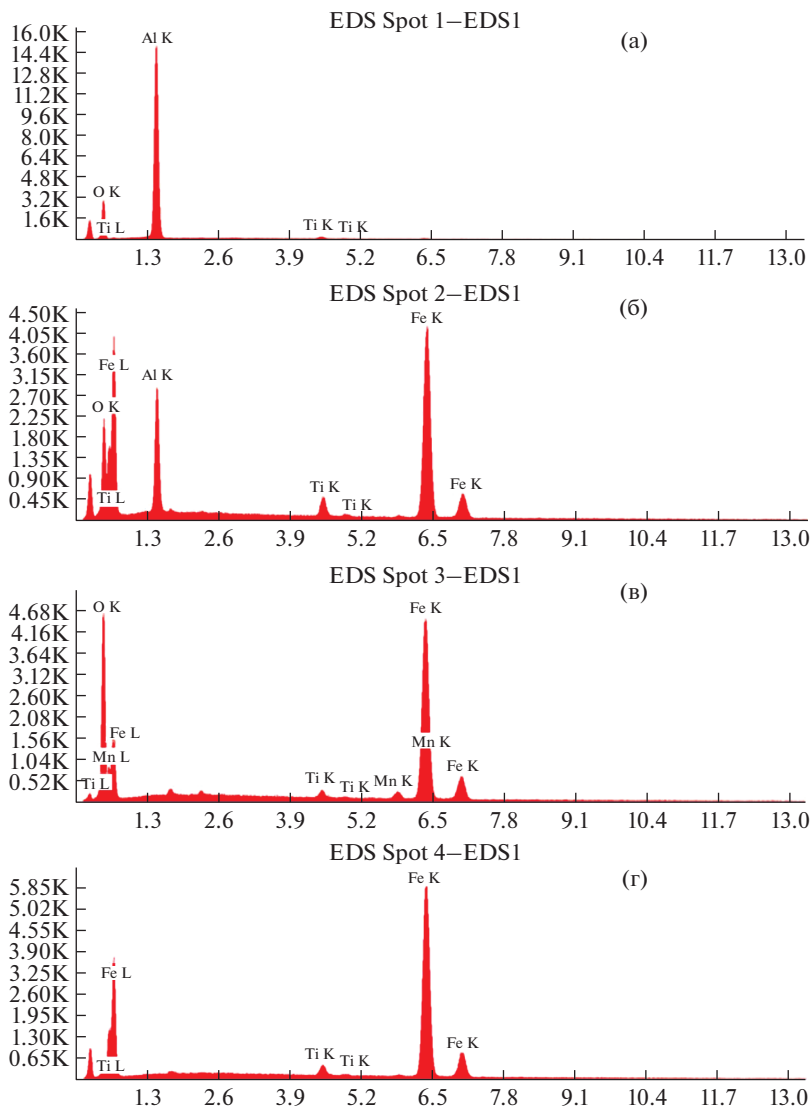 EDS Spot 1–EDS1
(а)
16.0K
14.4K
12.8K
11.2K
9.6K
8.0K
6.4K
4.8K
3.2K
1.6K
Al K
O K
Ti L
Ti K
Ti K
1.3 2.6 3.9 5.2 6.5 7.8 9.1 10.4 11.7 13.0
EDS Spot 2–EDS1
(б)
4.50K
4.05K
3.60K
3.15K
2.70K
2.25K
1.80K
1.35K
0.90K
0.45K
Fe K
Fe L
Al K
O K
Ti L
Ti K
Ti K
Fe K
1.3 2.6 3.9 5.2 6.5 7.8 9.1 10.4 11.7 13.0
EDS Spot 3–EDS1
(в)
4.68K
4.16K
3.64K
3.12K
2.60K
2.08K
1.56K
1.04K
0.52K
O K
Fe K
Fe L
Mn L
Ti L
Ti K
Ti K
Mn K
Mn K
Fe K
1.3 2.6 3.9 5.2 6.5 7.8 9.1 10.4 11.7 13.0
EDS Spot 4–EDS1
(г)
5.85K
5.02K
4.55K
3.90K
3.25K
2.60K
1.95K
1.30K
0.65K
Fe K
Fe L
Ti L
Ti K
Ti K
Fe K
1.3 2.6 3.9 5.2 6.5 7.8 9.1 10.4 11.7 13.0